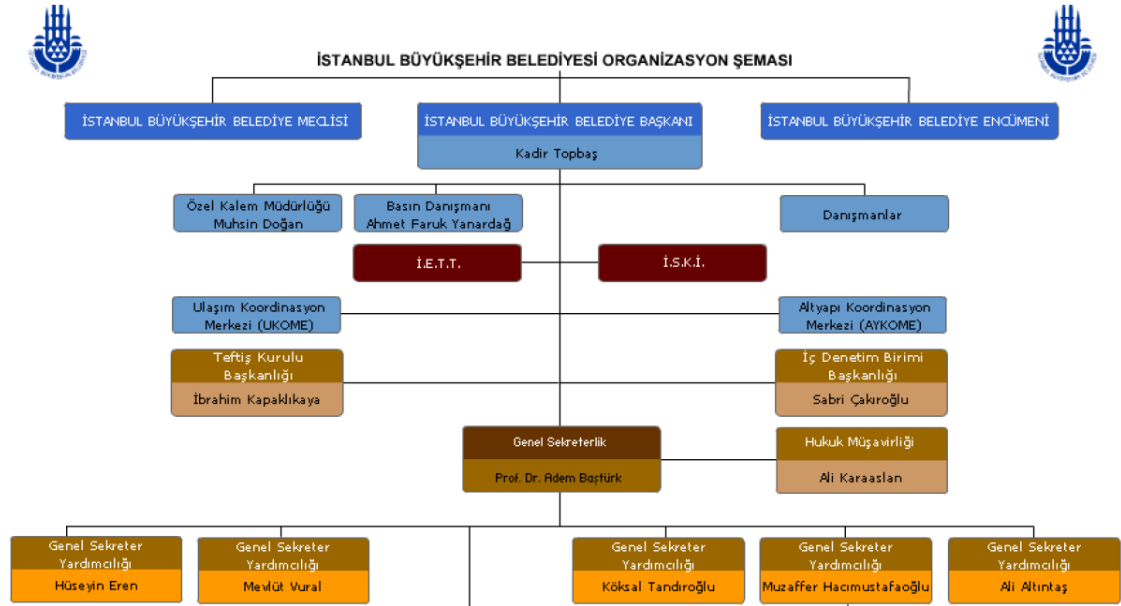 İSTANBUL BÜYÜKŞEHİR BELEDİYESİ ORGANİZASYON ŞEMASI
İSTANBUL BÜYÜKŞEHİR BELEDİYE MECLİSİ
İSTANBUL BÜYÜKŞEHİR BELEDİYE BAŞKANI
Kadir Topbaş
İSTANBUL BÜYÜKŞEHİR BELEDİYE ENCÜMENİ
Özel Kalem Müdürlüğü
Muhsin Doğan
Basın Danışmanı
Ahmet Faruk Yanardağ
Danışmanlar
İ.E.T.T.
İ.S.K.İ.
Ulaşım Koordinasyon
Merkezi (UKOME)
Altyapı Koordinasyon
Merkezi (AYKOME)
Teftiş Kurulu
Başkanlığı
İbrahim Kapaklıkaya
İç Denetim Birimi
Başkanlığı
Sabri Çakıroğlu
Genel Sekreterlik
Prof. Dr. Adem Baştürk
Hukuk Müşavirliği
Ali Karaaslan
Genel Sekreter
Yardımcılığı
Hüseyin Eren
Genel Sekreter
Yardımcılığı
Mevlüt Vural
Genel Sekreter
Yardımcılığı
Köksal Tandıroğlu
Genel Sekreter
Yardımcılığı
Muzaffer Hacımustafaoğlu
Genel Sekreter
Yardımcılığı
Ali Altıntaş